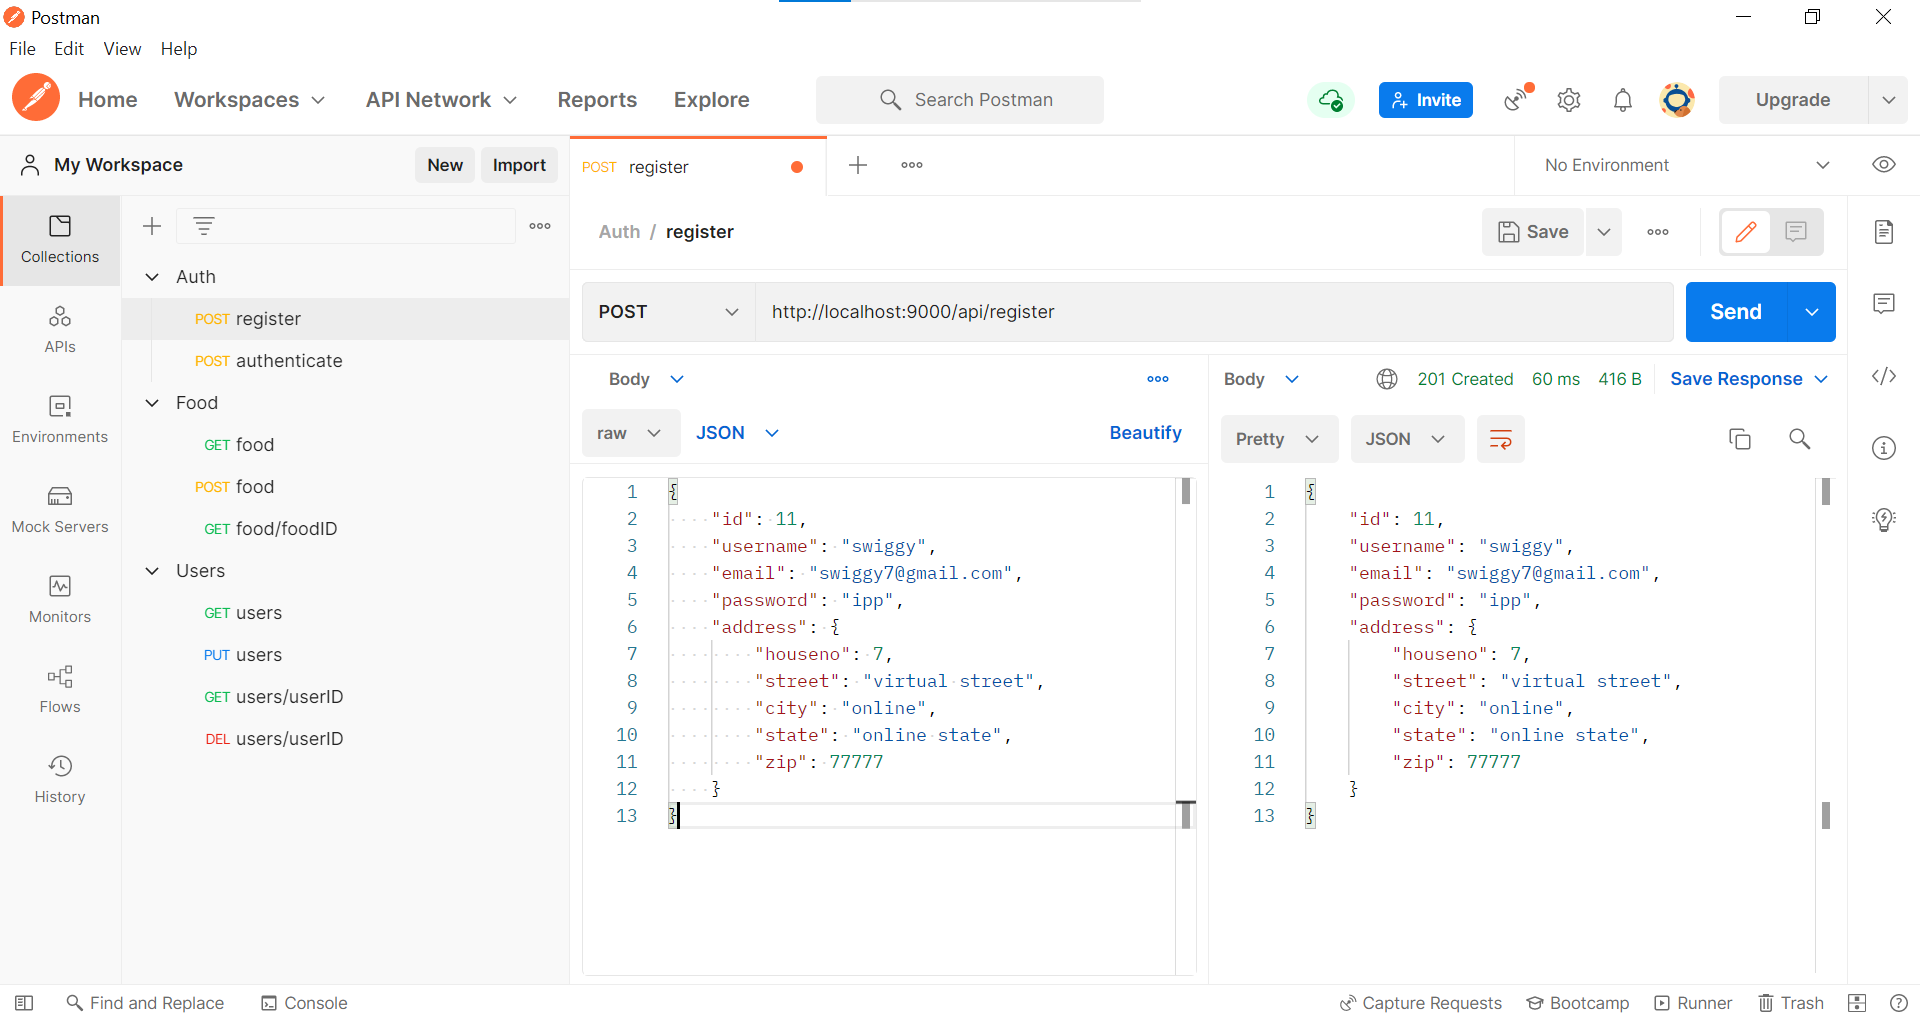 Postman
File Edit View Help
Home Workspaces API Network Reports Explore Search Postman Invite Upgrade
My Workspace New Import POST register No Environment
Collections
APIs
Environments
Mock Servers
Monitors
Flows
History
Auth
POST register
POST authenticate
Food
GET food
POST food
GET food/foodID
Users
GET users
PUT users
GET users/userID
DEL users/userID
Auth / register Save
POST http://localhost:9000/api/register Send
Body
raw JSON Beautify
1 {
2 "id": 11,
3 "username": "swiggy",
4 "email": "swiggy7@gmail.com",
5 "password": "ipp",
6 "address": {
7 "houseno": 7,
8 "street": "virtual street",
9 "city": "online",
10 "state": "online state",
11 "zip": 77777
12 }
13 }
Body 201 Created 60 ms 416 B Save Response
Pretty JSON
1 {
2 "id": 11,
3 "username": "swiggy",
4 "email": "swiggy7@gmail.com",
5 "password": "ipp",
6 "address": {
7 "houseno": 7,
8 "street": "virtual street",
9 "city": "online",
10 "state": "online state",
11 "zip": 77777
12 }
13 }
Find and Replace Console Capture Requests Bootcamp Runner Trash